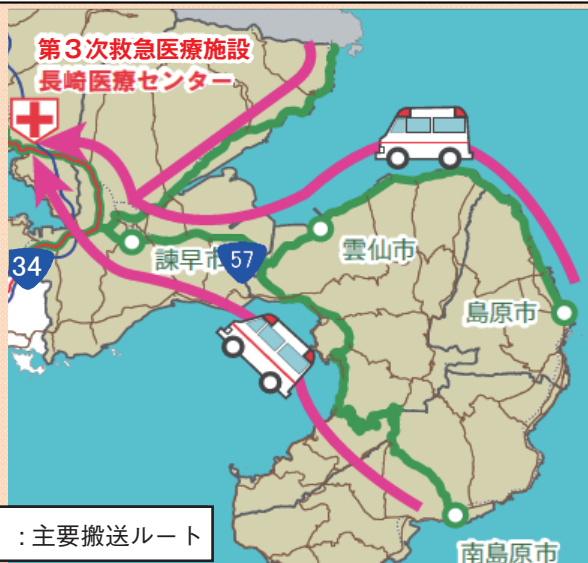 第3次救急医療施設
長崎医療センター
諫早市
57
雲仙市
34
島原市
：主要搬送ルート
南島原市